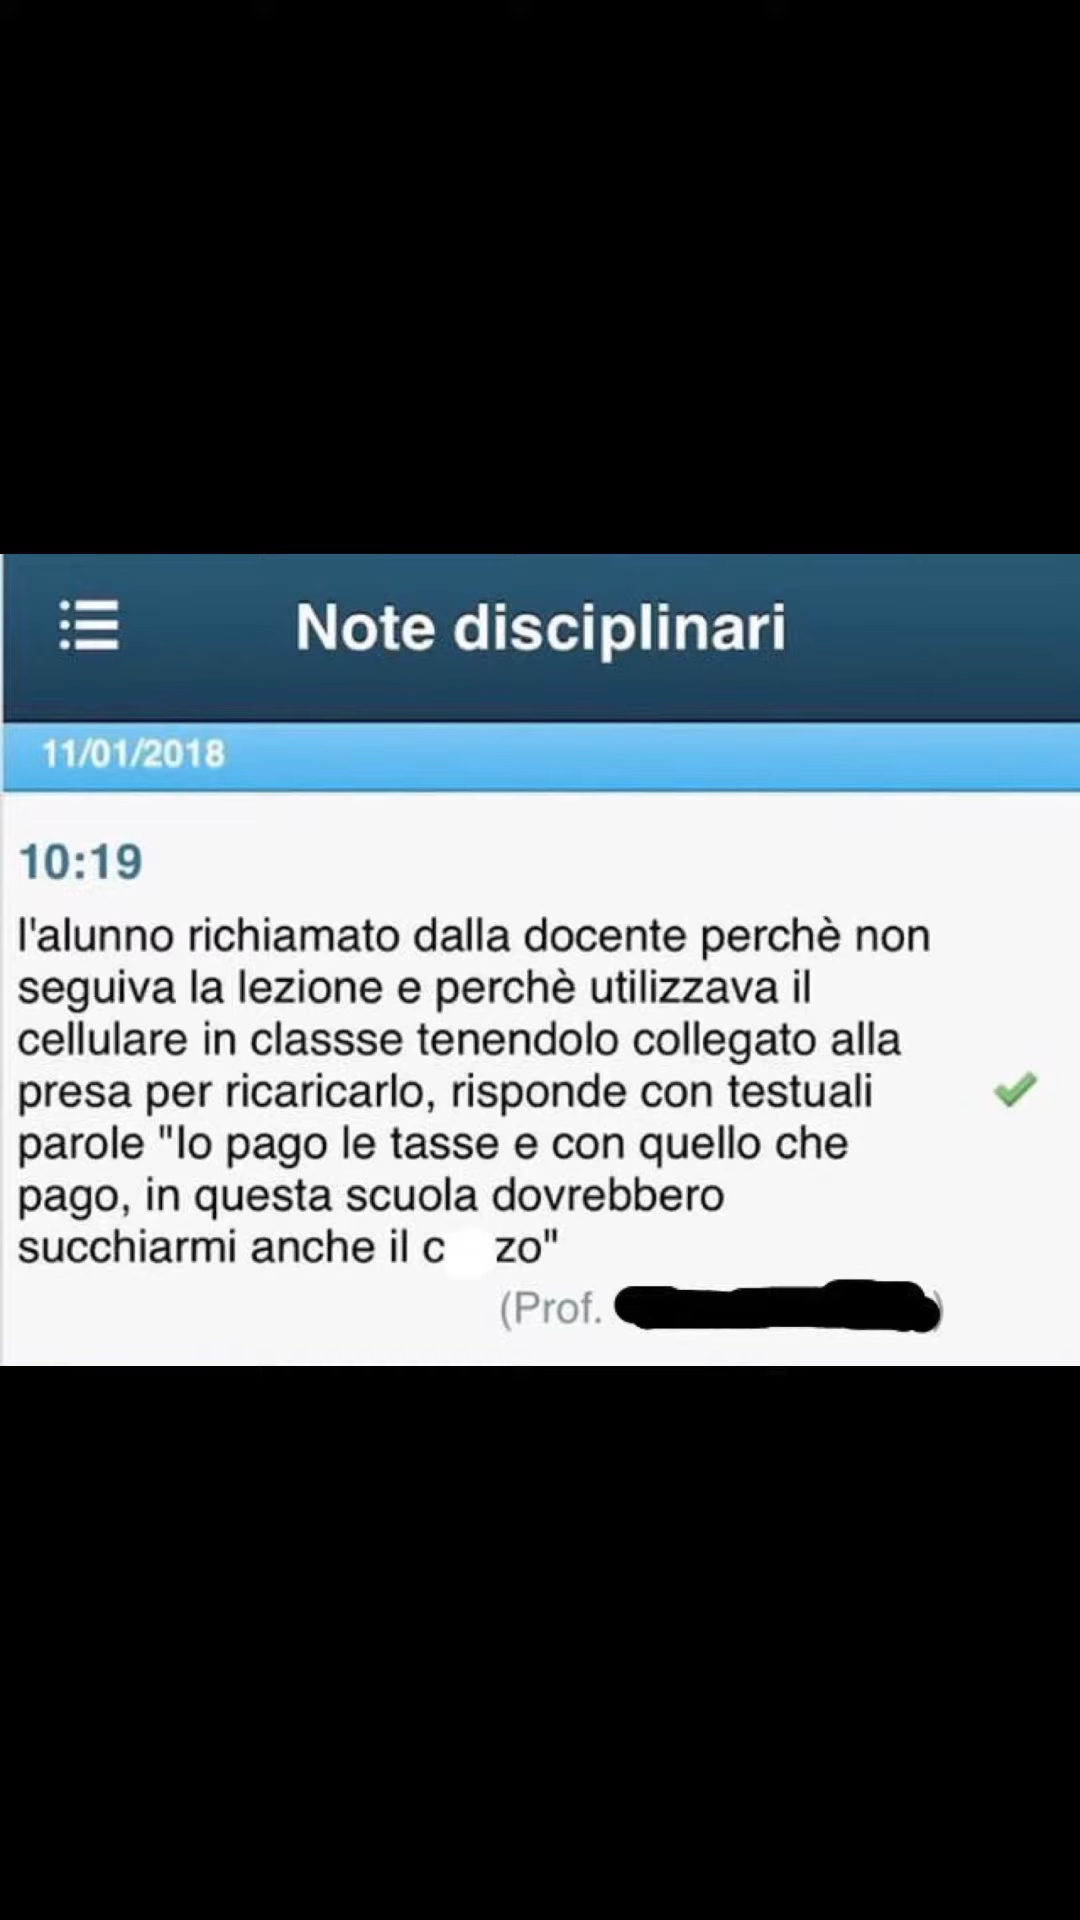 Note disciplinari
11/01/2018
10:19
l'alunno richiamato dalla docente perchè non
seguiva la lezione e perchè utilizzava il
cellulare in classse tenendolo collegato alla
presa per ricaricarlo, risponde con testuali
parole "Io pago le tasse e con quello che
pago, in questa scuola dovrebbero
succhiarmi anche il c zo"
(Prof. )